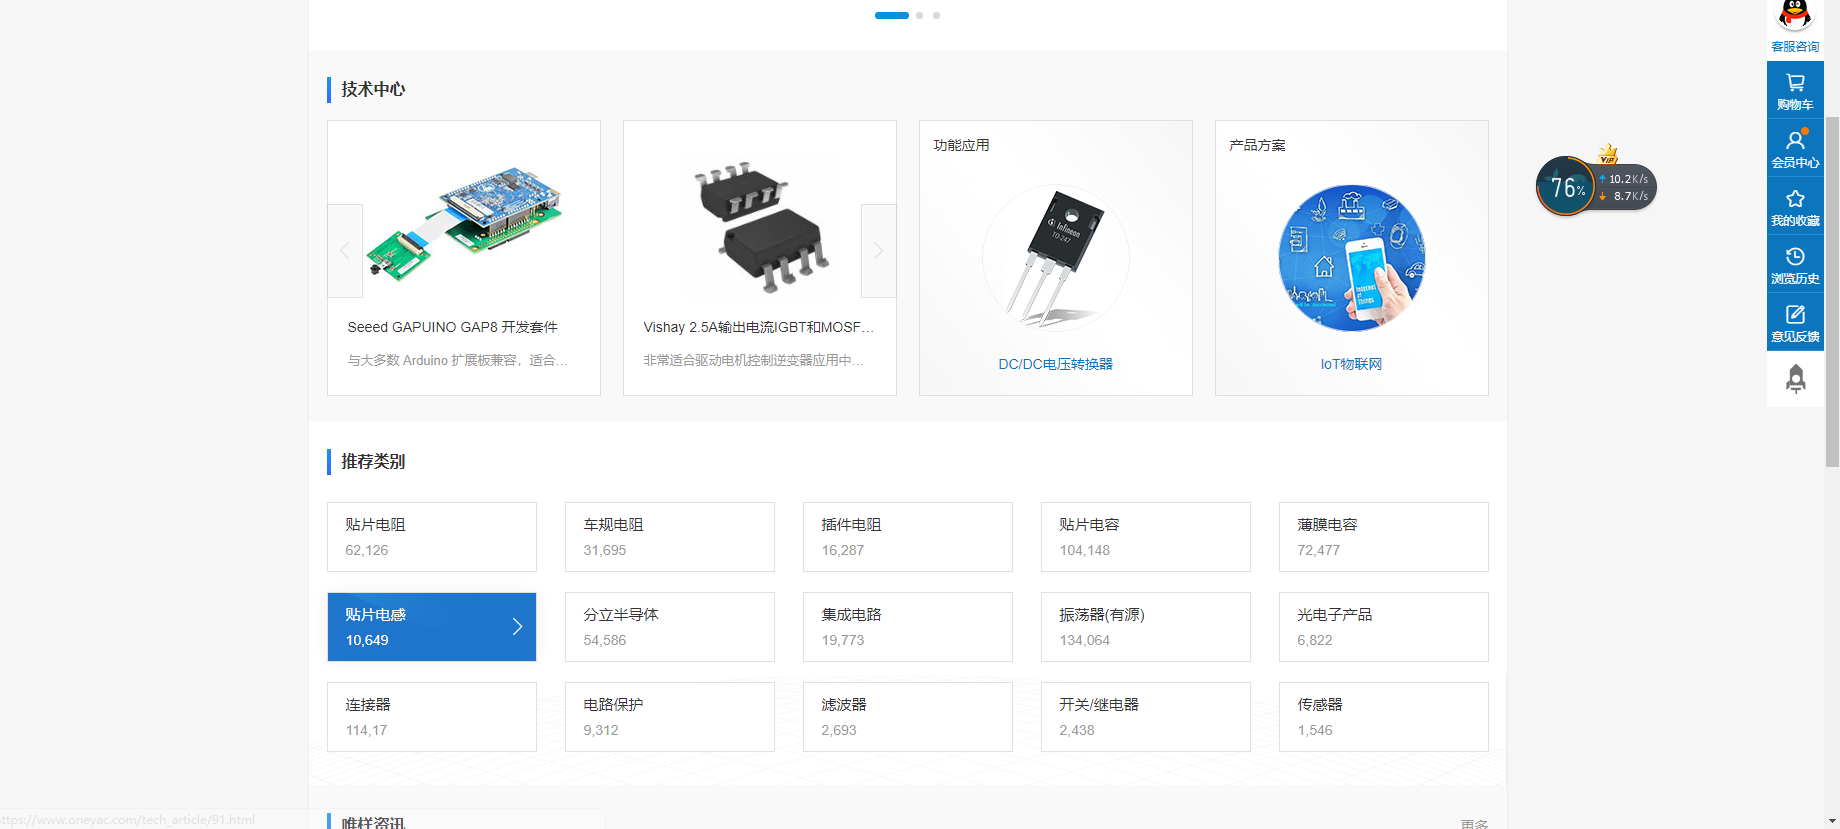 客服咨询
购物车
会员中心
我的收藏
浏览历史
意见反馈
76%
VIP
10.2K/s
8.7K/s
技术中心
Seeed GAPUINO GAP8 开发套件
与大多数 Arduino 扩展板兼容，适合...
Vishay 2.5A输出电流IGBT和MOSF...
非常适合驱动电机控制逆变器应用中...
功能应用
Infineon
TO-247
DC/DC电压转换器
产品方案
IoT物联网
推荐类别
贴片电阻
62,126
车规电阻
31,695
插件电阻
16,287
贴片电容
104,148
薄膜电容
72,477
贴片电感
10,649
分立半导体
54,586
集成电路
19,773
振荡器(有源)
134,064
光电子产品
6,822
连接器
114,17
电路保护
9,312
滤波器
2,693
开关/继电器
2,438
传感器
1,546
唯样资讯
更多
ttps://www.oneyac.com/tech_article/91.html